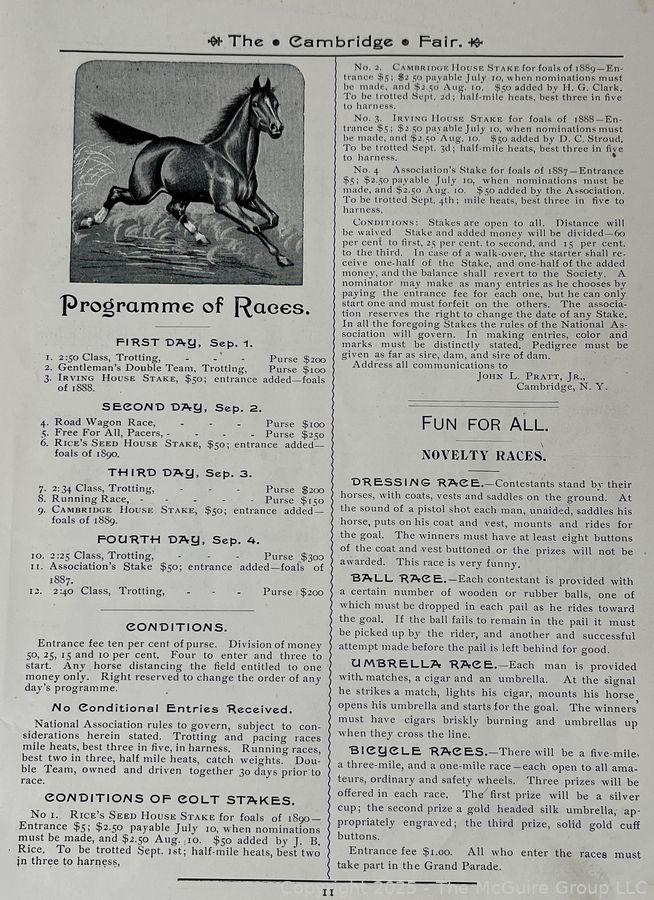 The • Cambridge • Fair.
Programme of Races.
FIRST DAY, Sep. 1.
1. 2:50 Class, Trotting, - - - Purse $200
2. Gentleman's Double Team, Trotting, Purse $100
3. IRVING HOUSE STAKE, $50; entrance added—foals
of 1888.
SECOND DAY, Sep. 2.
4. Road Wagon Race, - - - Purse $100
5. Free For All, Pacers, - - - - Purse $250
6. RICE'S SEED HOUSE STAKE, $50; entrance added—
foals of 1890.
THIRD DAY, Sep. 3.
7. 2:34 Class, Trotting, - - - Purse $200
8. Running Race, - - - - - Purse $150
9. CAMBRIDGE HOUSE STAKE, $50; entrance added—
foals of 1889.
FOURTH DAY, Sep. 4.
10. 2:25 Class, Trotting, - - - Purse $300
11. Association's Stake $50; entrance added—foals of
1887.
12. 2:40 Class, Trotting, - - - Purse $200
CONDITIONS.
Entrance fee ten per cent of purse. Division of money
50, 25, 15 and 10 per cent. Four to enter and three to
start. Any horse distancing the field entitled to one
money only. Right reserved to change the order of any
day's programme.
No Conditional Entries Received.
National Association rules to govern, subject to con-
siderations herein stated. Trotting and pacing races
mile heats, best three in five, in harness. Running races,
best two in three, half mile heats, catch weights. Dou-
ble Team, owned and driven together 30 days prior to
race.
CONDITIONS OF COLT STAKES.
No 1. RICE'S SEED HOUSE STAKE for foals of 1890—
Entrance $5; $2.50 payable July 10, when nominations
must be made, and $2.50 Aug. 10. $50 added by J. B.
Rice. To be trotted Sept. 1st; half-mile heats, best two
in three to harness,
No. 2. CAMBRIDGE HOUSE STAKE for foals of 1889—En-
trance $5; $2 50 payable July 10, when nominations must
be made, and $2.50 Aug. 10. $50 added by H. G. Clark.
To be trotted Sept. 2d; half-mile heats, best three in five
to harness.
No. 3. IRVING HOUSE STAKE for foals of 1888—En-
trance $5; $2 50 payable July 10, when nominations must
be made, and $2.50 Aug. 10. $50 added by D. C. Stroud.
To be trotted Sept. 3d; half-mile heats, best three in five
to harness.
No. 4 Association's Stake for foals of 1887—Entrance
$5; $2.50 payable July 10, when nominations must be
made, and $2.50 Aug. 10. $50 added by the Association.
To be trotted Sept. 4th; mile heats, best three in five to
harness.
CONDITIONS: Stakes are open to all. Distance will
be waived Stake and added money will be divided—60
per cent to first, 25 per cent. to second, and 15 per cent.
to the third. In case of a walk-over, the starter shall re-
ceive one-half of the Stake, and one-half of the added
money, and the balance shall revert to the Society. A
nominator may make as many entries as he chooses by
paying the entrance fee for each one, but he can only
start one and must forfeit on the others. The associa-
tion reserves the right to change the date of any Stake.
In all the foregoing Stakes the rules of the National As-
sociation will govern. In making entries, color and
marks must be distinctly stated. Pedigree must be
given as far as sire, dam, and sire of dam.
Address all communications to
JOHN L. PRATT, JR.,
Cambridge, N. Y.
FUN FOR ALL.
NOVELTY RACES.
DRESSING RACE.—Contestants stand by their
horses, with coats, vests and saddles on the ground. At
the sound of a pistol shot each man, unaided, saddles his
horse, puts on his coat and vest, mounts and rides for
the goal. The winners must have at least eight buttons
of the coat and vest buttoned or the prizes will not be
awarded. This race is very funny.
BALL RACE.—Each contestant is provided with
a certain number of wooden or rubber balls, one of
which must be dropped in each pail as he rides toward
the goal. If the ball fails to remain in the pail it must
be picked up by the rider, and another and successful
attempt made before the pail is left behind for good.
UMBRELLA RACE.—Each man is provided
with matches, a cigar and an umbrella. At the signal
he strikes a match, lights his cigar, mounts his horse
opens his umbrella and starts for the goal. The winners
must have cigars briskly burning and umbrellas up
when they cross the line.
BICYCLE RACES.—There will be a five-mile,
a three-mile, and a one-mile race—each open to all ama-
teurs, ordinary and safety wheels. Three prizes will be
offered in each race. The first prize will be a silver
cup; the second prize a gold headed silk umbrella, ap-
propriately engraved; the third prize, solid gold cuff
buttons.
Entrance fee $1.00. All who enter the races must
take part in the Grand Parade.
11
Copyright 2025 - The McGuire Group LLC